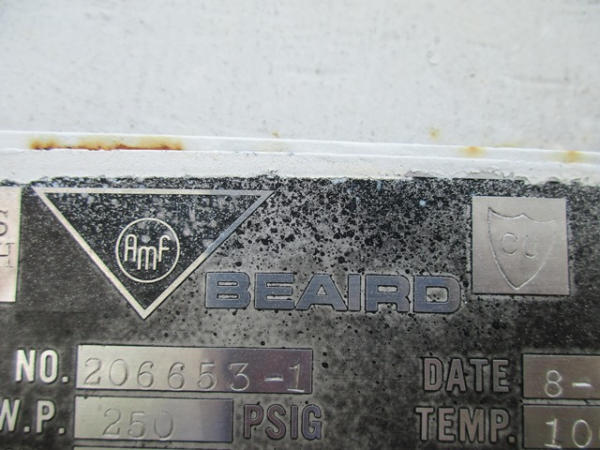 AMF
BEAIRD
CU
NO. 206653-1 DATE 8-
W.P. 250 PSIG TEMP. 10